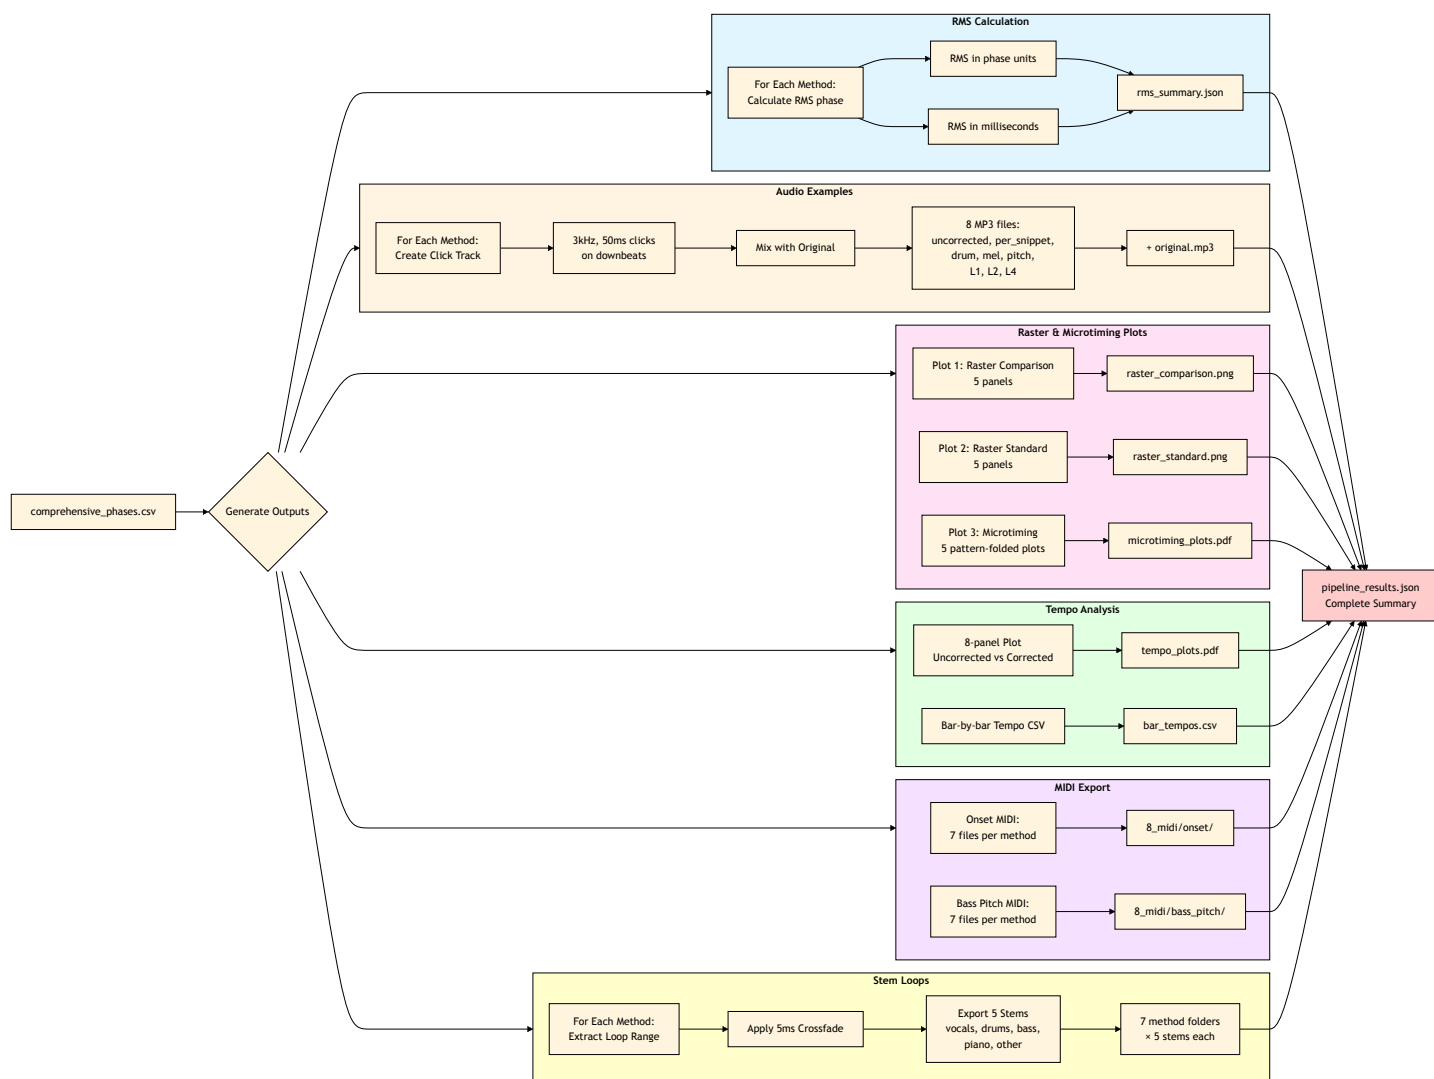 comprehensive_phases.csv
Generate Outputs
RMS Calculation
For Each Method:
Calculate RMS phase
RMS in phase units
RMS in milliseconds
rms_summary.json
Audio Examples
For Each Method:
Create Click Track
3kHz, 50ms clicks
on downbeats
Mix with Original
8 MP3 files:
uncorrected, per_snippet,
drum, mel, pitch,
L1, L2, L4
+ original.mp3
Raster & Microtiming Plots
Plot 1: Raster Comparison
5 panels
raster_comparison.png
Plot 2: Raster Standard
5 panels
raster_standard.png
Plot 3: Microtiming
5 pattern-folded plots
microtiming_plots.pdf
Tempo Analysis
8-panel Plot
Uncorrected vs Corrected
tempo_plots.pdf
Bar-by-bar Tempo CSV
bar_tempos.csv
MIDI Export
Onset MIDI:
7 files per method
8_midi/onset/
Bass Pitch MIDI:
7 files per method
8_midi/bass_pitch/
Stem Loops
For Each Method:
Extract Loop Range
Apply 5ms Crossfade
Export 5 Stems
vocals, drums, bass,
piano, other
7 method folders
× 5 stems each
pipeline_results.json
Complete Summary